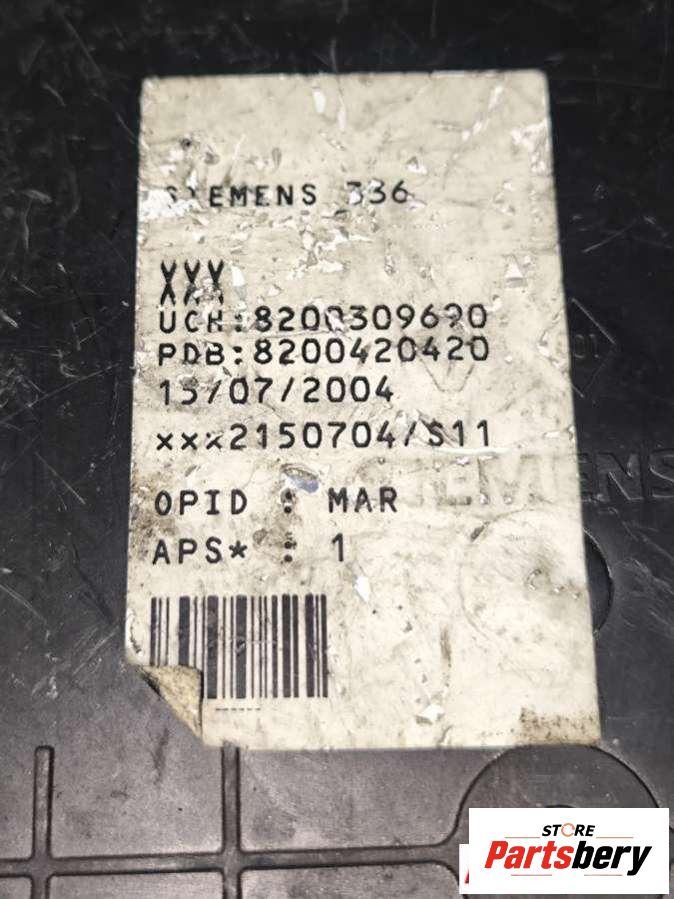 SIEMENS 336
XXX
UCH:8200309690
PDB:8200420420
15/07/2004
xxx2150704/S11
OPID : MAR
APS* : 1
01
SIEMENS
STORE
Partsbery